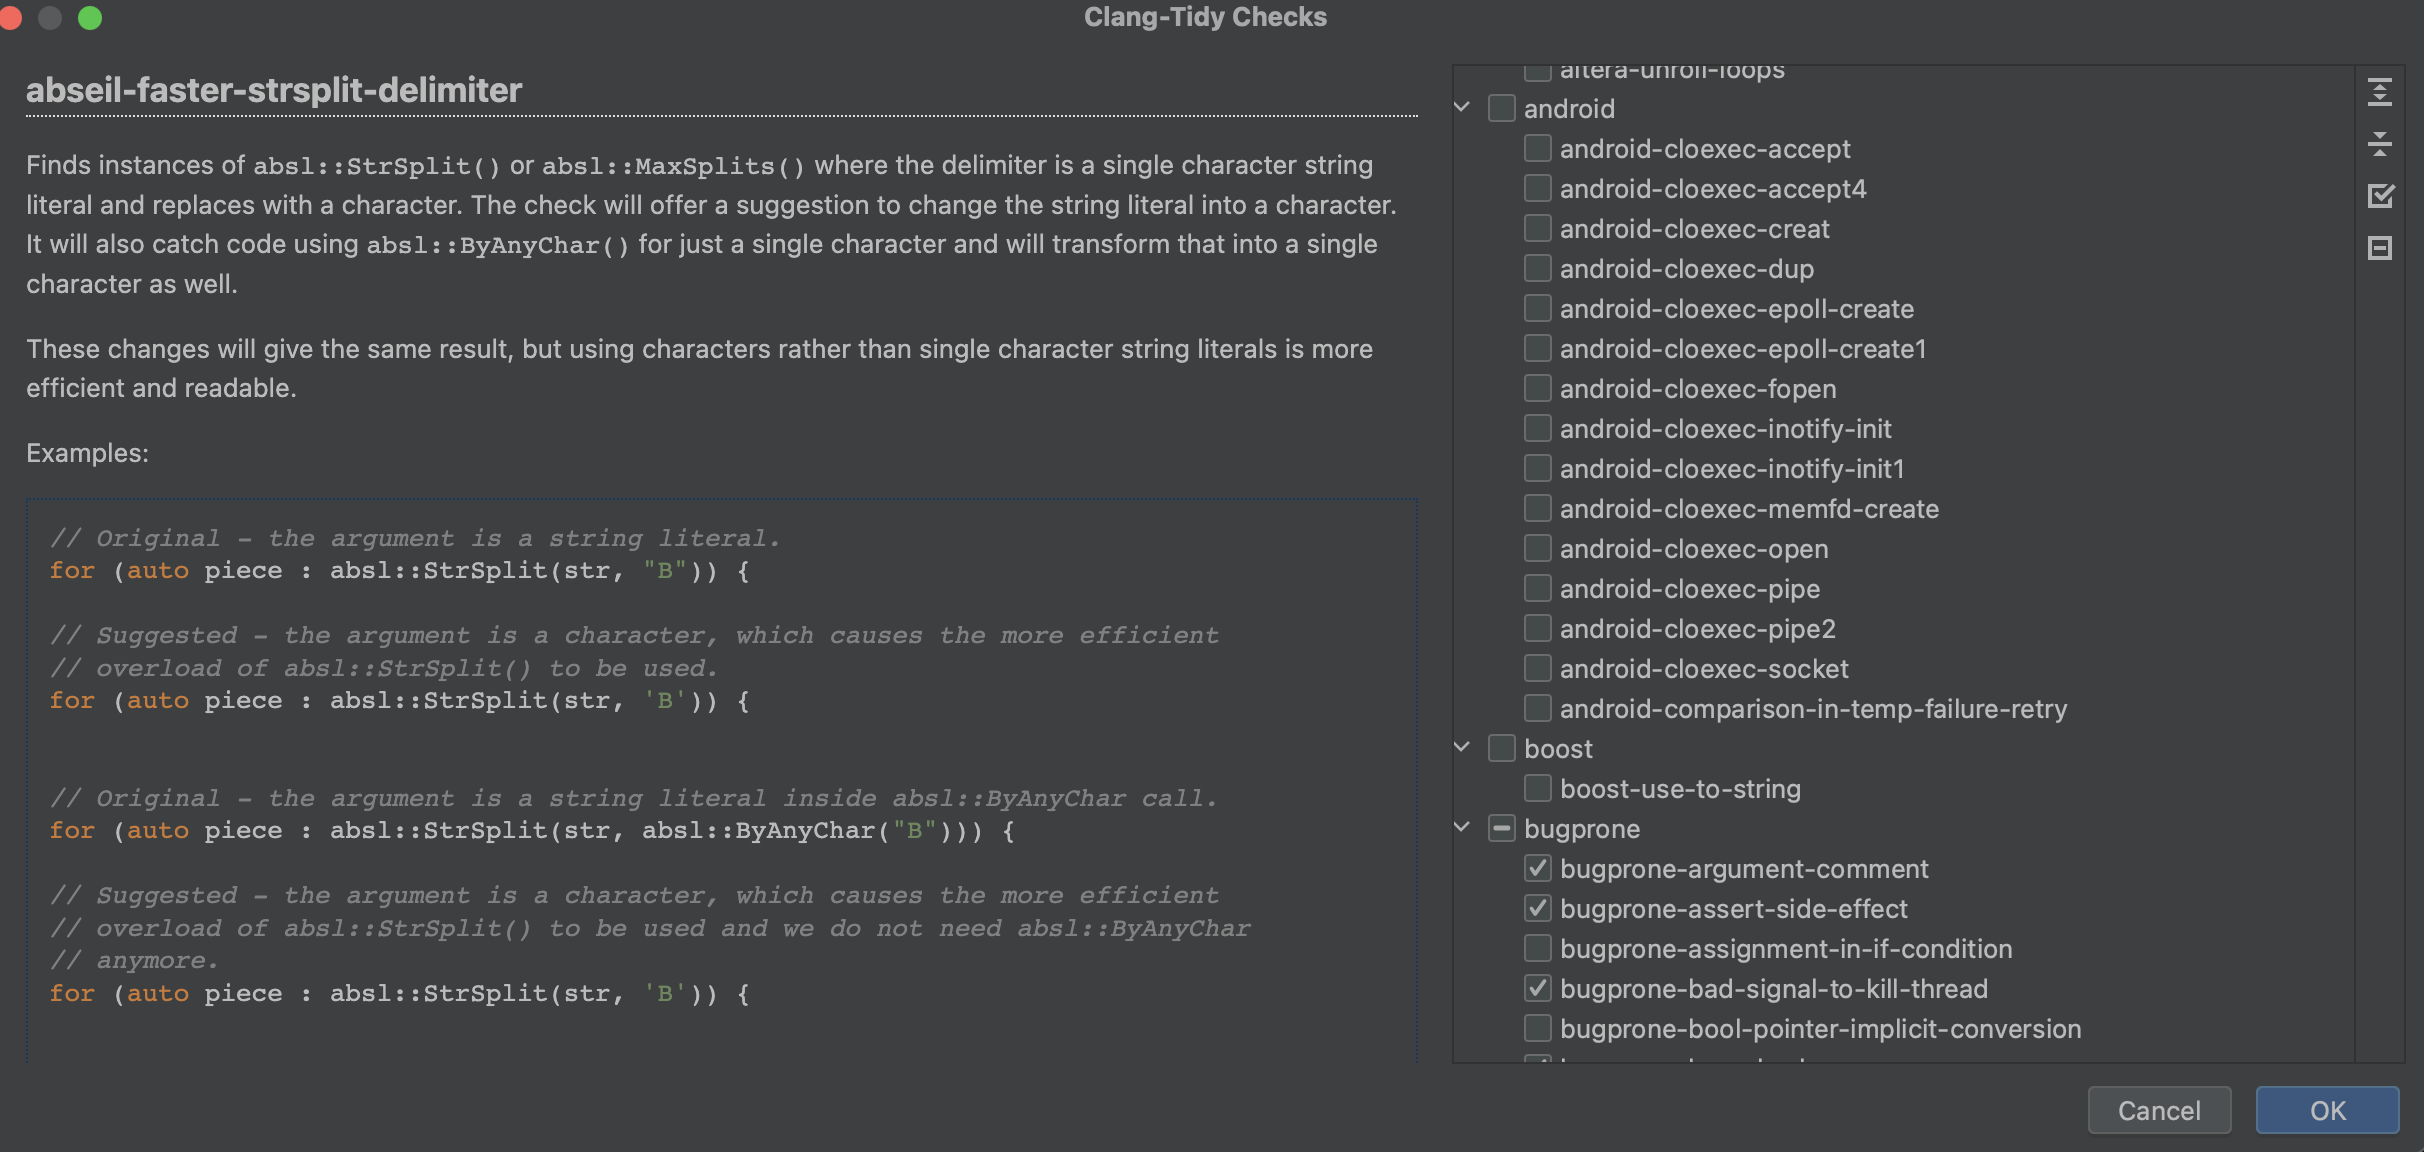 Clang-Tidy Checks
abseil-faster-strsplit-delimiter
Finds instances of absl::StrSplit() or absl::MaxSplits() where the delimiter is a single character string
literal and replaces with a character. The check will offer a suggestion to change the string literal into a character.
It will also catch code using absl::ByAnyChar() for just a single character and will transform that into a single
character as well.
These changes will give the same result, but using characters rather than single character string literals is more
efficient and readable.
Examples:
// Original - the argument is a string literal.
for (auto piece : absl::StrSplit(str, "B")) {
// Suggested - the argument is a character, which causes the more efficient
// overload of absl::StrSplit() to be used.
for (auto piece : absl::StrSplit(str, 'B')) {
// Original - the argument is a string literal inside absl::ByAnyChar call.
for (auto piece : absl::StrSplit(str, absl::ByAnyChar("B"))) {
// Suggested - the argument is a character, which causes the more efficient
// overload of absl::StrSplit() to be used and we do not need absl::ByAnyChar
// anymore.
for (auto piece : absl::StrSplit(str, 'B')) {
altera-unroll-loops
android
android-cloexec-accept
android-cloexec-accept4
android-cloexec-creat
android-cloexec-dup
android-cloexec-epoll-create
android-cloexec-epoll-create1
android-cloexec-fopen
android-cloexec-inotify-init
android-cloexec-inotify-init1
android-cloexec-memfd-create
android-cloexec-open
android-cloexec-pipe
android-cloexec-pipe2
android-cloexec-socket
android-comparison-in-temp-failure-retry
boost
boost-use-to-string
bugprone
bugprone-argument-comment
bugprone-assert-side-effect
bugprone-assignment-in-if-condition
bugprone-bad-signal-to-kill-thread
bugprone-bool-pointer-implicit-conversion
Cancel
OK